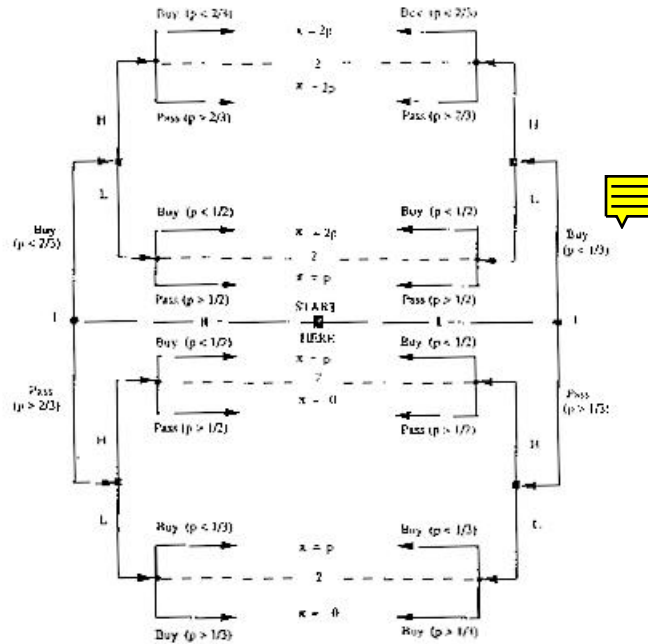 Buy (p < 2/3) x = 2p (p < 2/3)
2
x = 2p
Pass (p > 2/3) Pass (p > 2/3)
H H
L L
Buy (p < 1/2) x = 2p Buy (p < 1/2)
Buy
(p < 2/3)
2
Buy
(p < 1/3)
x = p
Pass (p > 1/2) Pass (p > 1/2)
START
1 H L
HERE
Buy (p < 1/2) x = p Buy (p < 1/2)
2
Pass
(p > 2/3)
Pass
(p > 1/3)
x = 0
Pass (p > 1/2) Pass (p > 1/2)
H H
L L
Buy (p < 1/3) x = p Buy (p < 1/3)
2
x = 0
Buy (p > 1/3) Buy (p > 1/3)